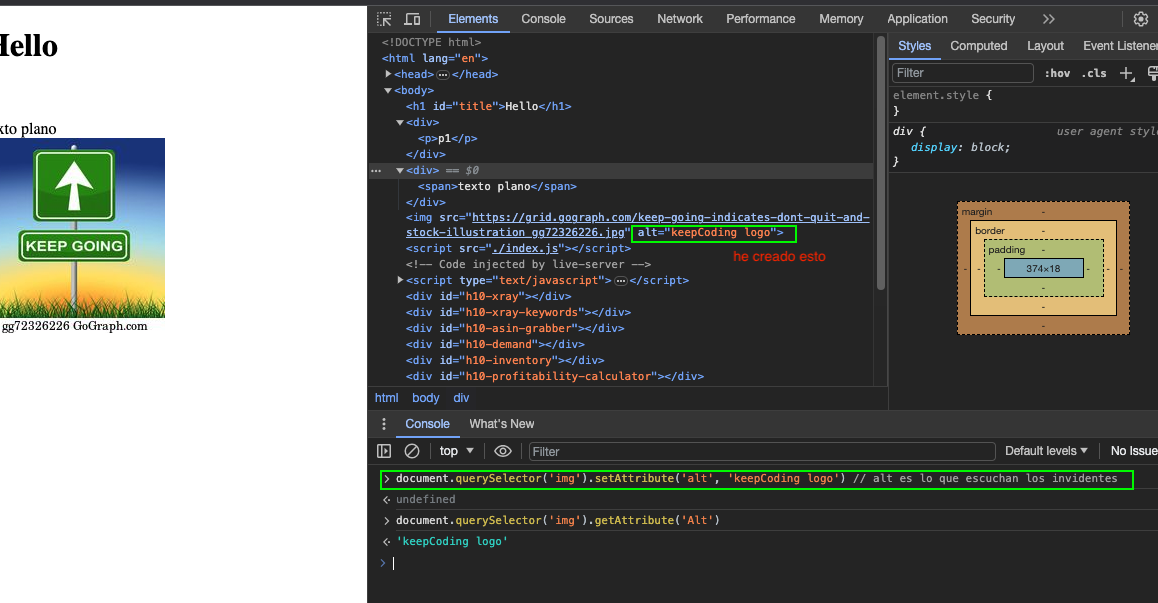 Hello
xto plano
KEEP GOING
gg72326226 GoGraph.com
Elements Console Sources Network Performance Memory Application Security
<!DOCTYPE html>
<html lang="en">
<head> ··· </head>
<body>
<h1 id="title">Hello</h1>
<div>
<p>p1</p>
</div>
··· <div> == $0
<span>texto plano</span>
</div>
<img src="https://grid.gograph.com/keep-going-indicates-dont-quit-and-
stock-illustration_gg72326226.jpg" alt="keepCoding logo">
he creado esto
<script src="./index.js"></script>
<!-- Code injected by live-server -->
<script type="text/javascript"> ··· </script>
<div id="h10-xray"></div>
<div id="h10-xray-keywords"></div>
<div id="h10-asin-grabber"></div>
<div id="h10-demand"></div>
<div id="h10-inventory"></div>
<div id="h10-profitability-calculator"></div>
html body div
Styles Computed Layout Event Listener
Filter :hov .cls
element.style {
}
div { user agent style
display: block;
}
margin -
border -
padding -
- - - 374×18 - - -
-
-
-
Console What's New
top Filter Default levels No Issue
document.querySelector('img').setAttribute('alt', 'keepCoding logo') // alt es lo que escuchan los invidentes
undefined
document.querySelector('img').getAttribute('Alt')
'keepCoding logo'